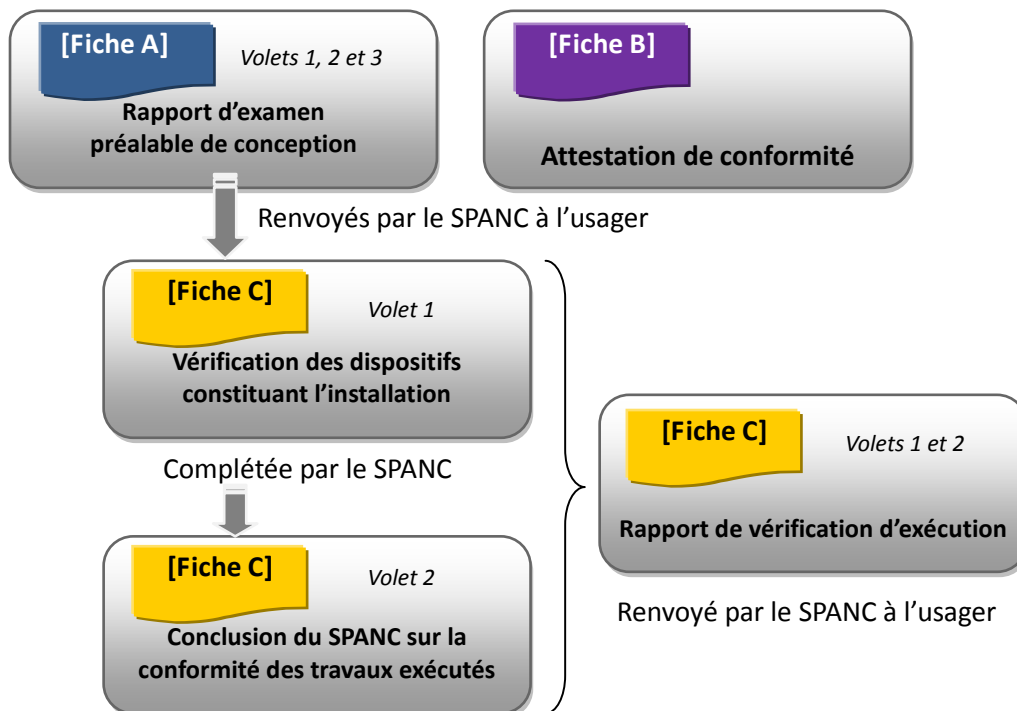 [Fiche A]
Volets 1, 2 et 3
Rapport d’examen
préalable de conception
[Fiche B]
Attestation de conformité
Renvoyés par le SPANC à l’usager
[Fiche C]
Volet 1
Vérification des dispositifs
constituant l’installation
Complétée par le SPANC
[Fiche C]
Volet 2
Conclusion du SPANC sur la
conformité des travaux exécutés
[Fiche C]
Volets 1 et 2
Rapport de vérification d’exécution
Renvoyé par le SPANC à l’usager